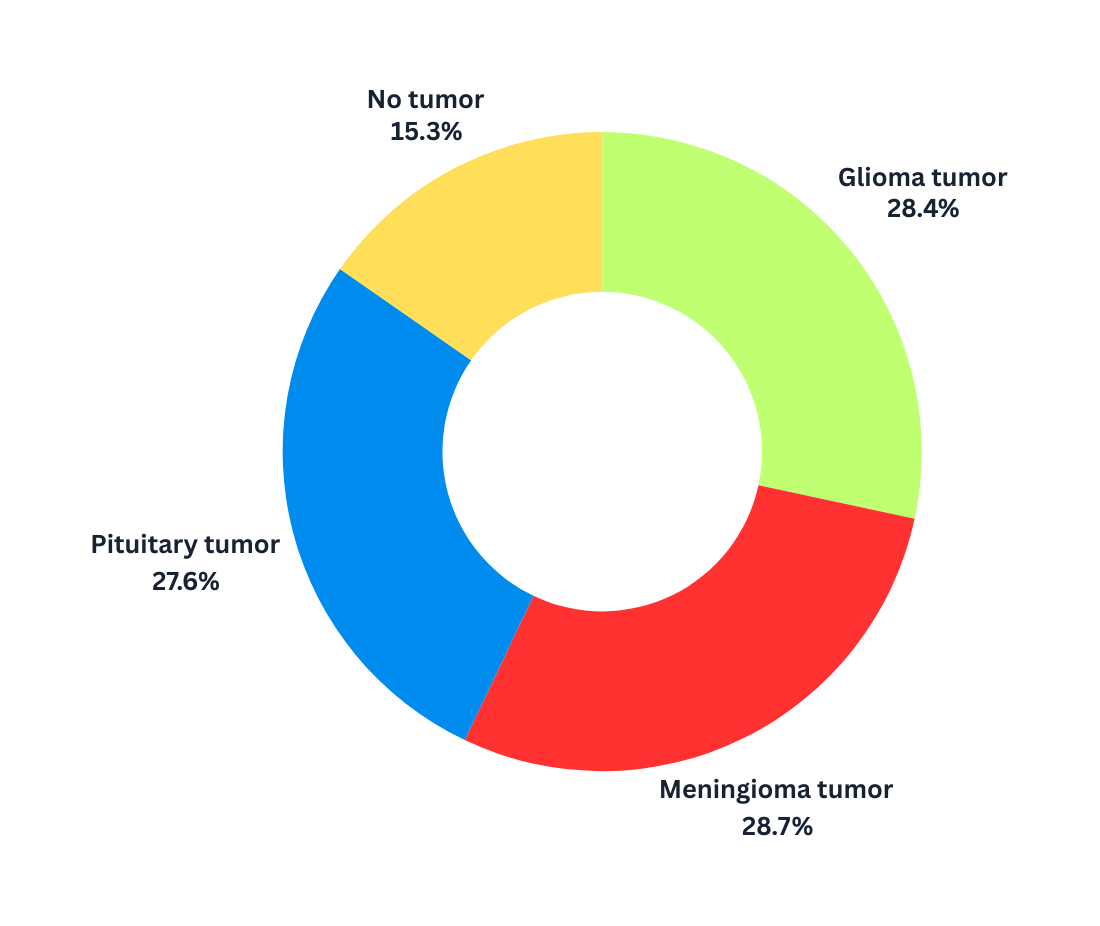 No tumor
15.3%
Glioma tumor
28.4%
Pituitary tumor
27.6%
Meningioma tumor
28.7%